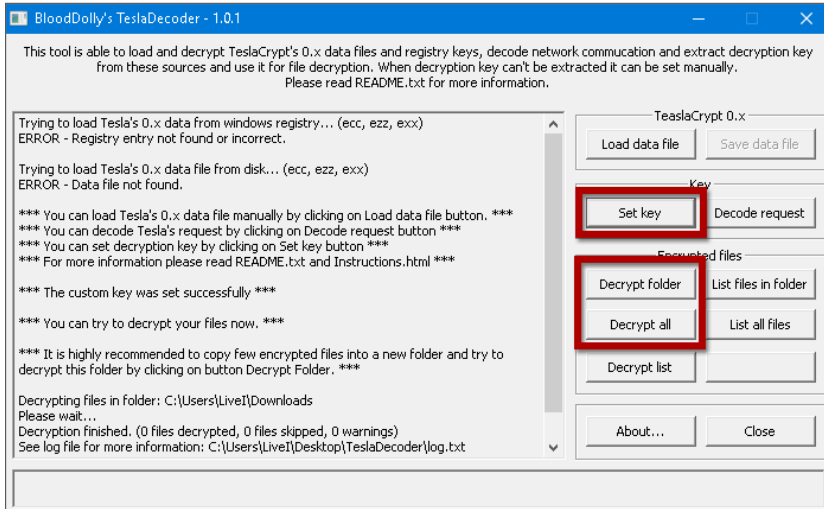 BloodDolly's TeslaDecoder - 1.0.1
This tool is able to load and decrypt TeslaCrypt's 0.x data files and registry keys, decode network commucation and extract decryption key
from these sources and use it for file decryption. When decryption key can't be extracted it can be set manually.
Please read README.txt for more information.
Trying to load Tesla's 0.x data from windows registry... (ecc, ezz, exx)
ERROR - Registry entry not found or incorrect.
Trying to load Tesla's 0.x data file from disk... (ecc, ezz, exx)
ERROR - Data file not found.
*** You can load Tesla's 0.x data file manually by clicking on Load data file button. ***
*** You can decode Tesla's request by clicking on Decode request button ***
*** You can set decryption key by clicking on Set key button ***
*** For more information please read README.txt and Instructions.html ***
*** The custom key was set successfully ***
*** You can try to decrypt your files now. ***
*** It is highly recommended to copy few encrypted files into a new folder and try to
decrypt this folder by clicking on button Decrypt Folder. ***
Decrypting files in folder: C:\Users\LiveI\Downloads
Please wait...
Decryption finished. (0 files decrypted, 0 files skipped, 0 warnings)
See log file for more information: C:\Users\LiveI\Desktop\TeslaDecoder\log.txt
TeaslaCrypt 0.x
Load data file
Save data file
Key
Set key
Decode request
Encrypted files
Decrypt folder
List files in folder
Decrypt all
List all files
Decrypt list
About...
Close